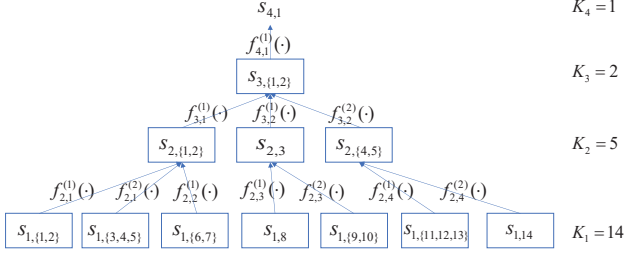 s_{4,1} K_4 = 1
f_{4,1}^{(1)}(·)
s_{3,{1,2}} K_3 = 2
f_{3,1}^{(1)}(·) f_{3,2}^{(1)}(·) f_{3,2}^{(2)}(·)
s_{2,{1,2}} s_{2,3} s_{2,{4,5}} K_2 = 5
f_{2,1}^{(1)}(·) f_{2,1}^{(2)}(·) f_{2,2}^{(1)}(·) f_{2,3}^{(1)}(·) f_{2,3}^{(2)}(·) f_{2,4}^{(1)}(·) f_{2,4}^{(2)}(·)
s_{1,{1,2}} s_{1,{3,4,5}} s_{1,{6,7}} s_{1,8} s_{1,{9,10}} s_{1,{11,12,13}} s_{1,14} K_1 = 14